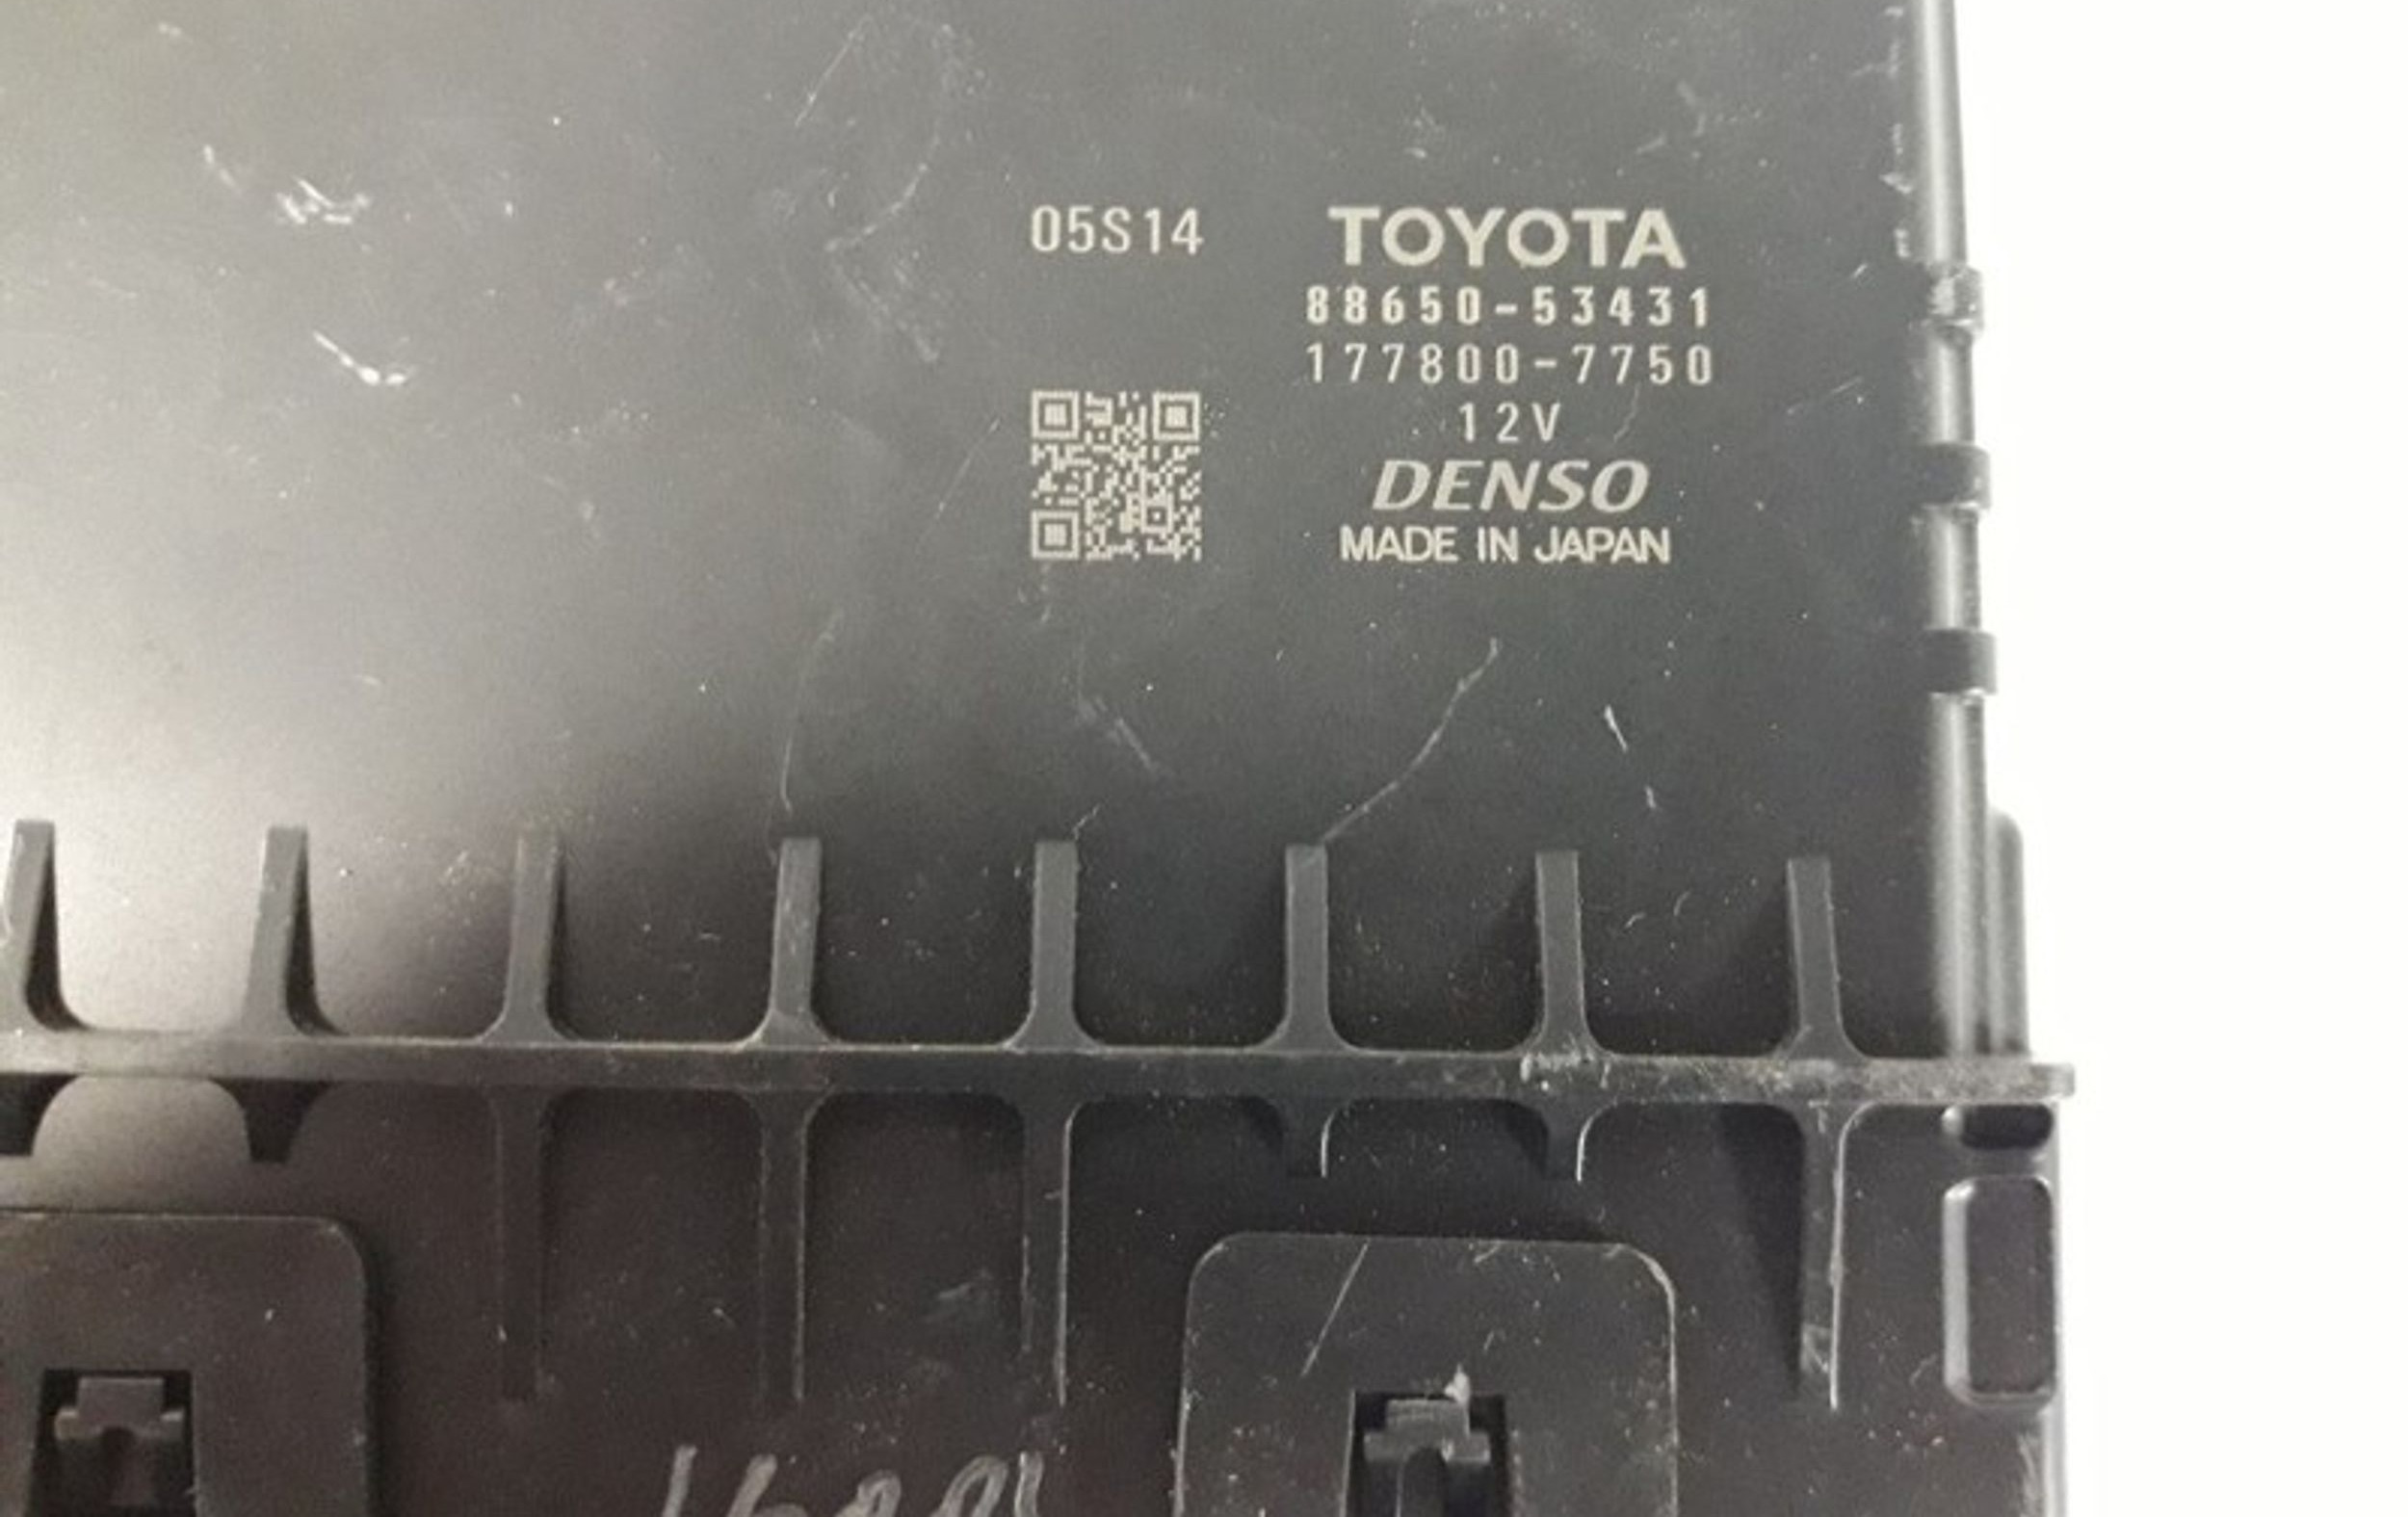 05S14
TOYOTA
88650-53431
177800-7750
12V
DENSO
MADE IN JAPAN